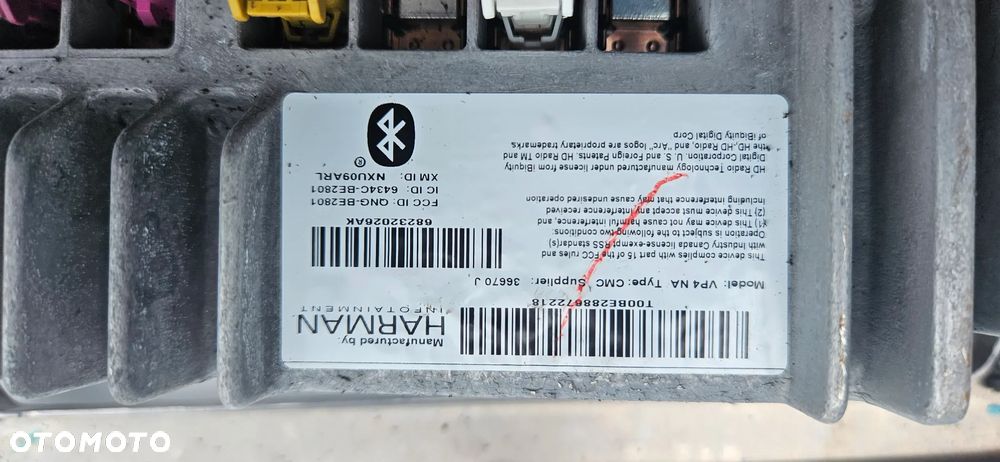 Manufactured by:
HARMAN
INFOTAINMENT
T00BE288672218
Model: VP4 NA Type: CMC Supplier: 36670 J
This device complies with part 15 of the FCC rules and
with Industry Canada license-exempt RSS standar(s)
Operation is subject to the following two conditions:
(1) This device may not cause harmful interference, and,
(2) This device must accept any interference received
Including interference that may cause undesired operation
HD Radio Technology manufactured under license from iBiquity
Digital Corporation. U.S. and Foreign Patents. HD Radio TM and
the HD, HD, and "Arc" logos are proprietary trademarks.
of iBiquity Digital Corp
68232026AK
FCC ID: QNG-BE2801
IC ID: 6434C-BE2801
XM ID: NXU09ARL
®
OTOMOTO